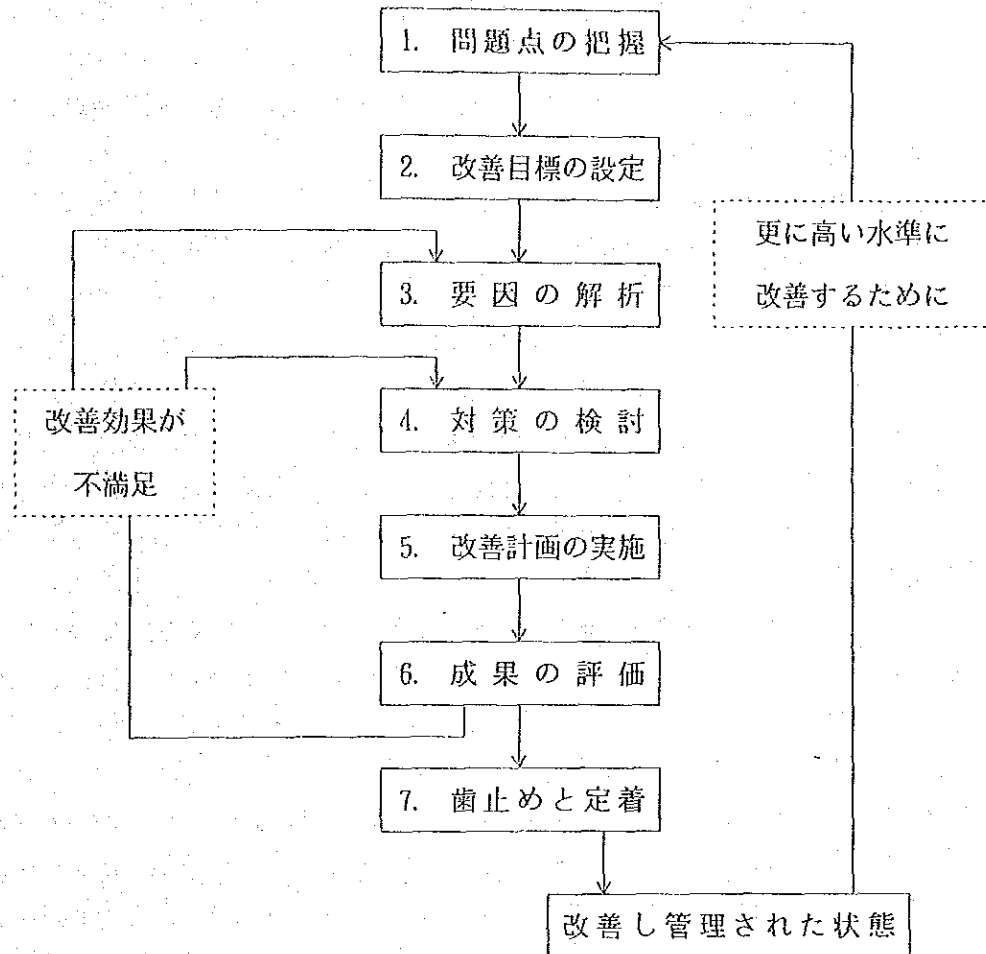 1. 問題点の把握
2. 改善目標の設定
更に高い水準に
改善するために
3. 要因の解析
4. 対策の検討
改善効果が
不満足
5. 改善計画の実施
6. 成果の評価
7. 歯止めと定着
改善し管理された状態